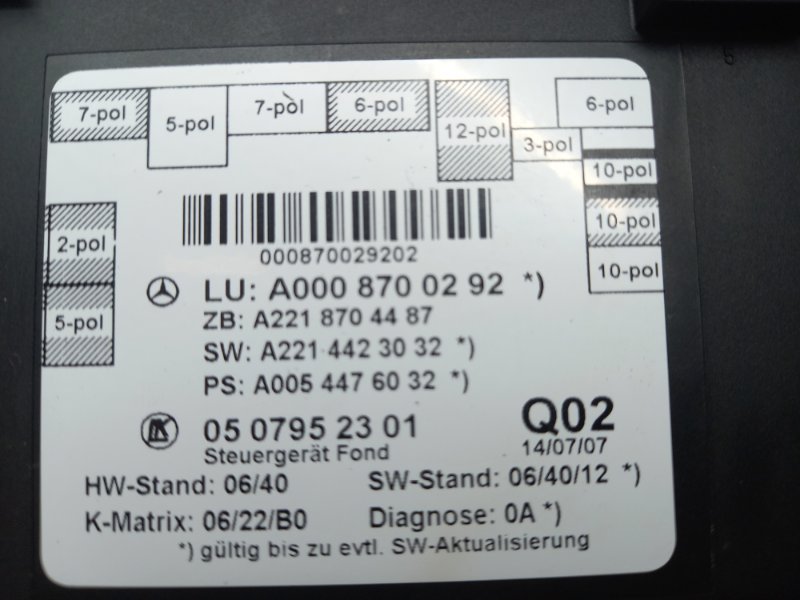 7-pol
5-pol
7-pol
6-pol
12-pol
3-pol
6-pol
10-pol
10-pol
10-pol
2-pol
5-pol
000870029202
LU: A000 870 02 92 *)
ZB: A221 870 44 87
SW: A221 442 30 32 *)
PS: A005 447 60 32 *)
05 0795 23 01
Q02
Steuergerät Fond
14/07/07
HW-Stand: 06/40
SW-Stand: 06/40/12 *)
K-Matrix: 06/22/B0
Diagnose: 0A *)
*) gültig bis zu evtl. SW-Aktualisierung